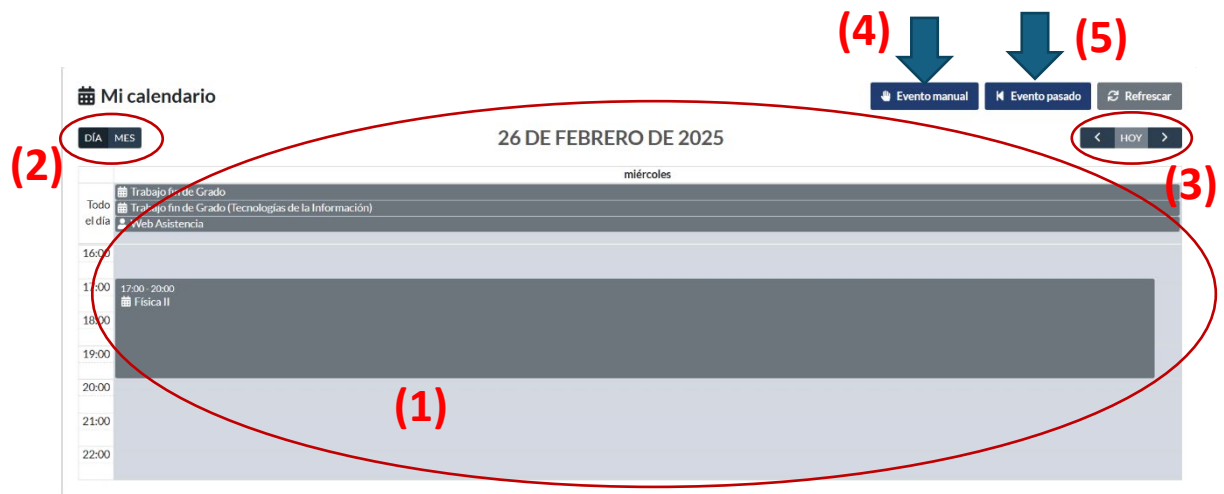 (4)
(5)
Mi calendario
Evento manual
Evento pasado
Refrescar
DÍA MES
26 DE FEBRERO DE 2025
HOY
(2)
(3)
miércoles
Todo el día
Trabajo fin de Grado
Trabajo fin de Grado (Tecnologías de la Información)
Web Asistencia
16:00
17:00
17:00 - 20:00
Física II
18:00
19:00
20:00
(1)
21:00
22:00